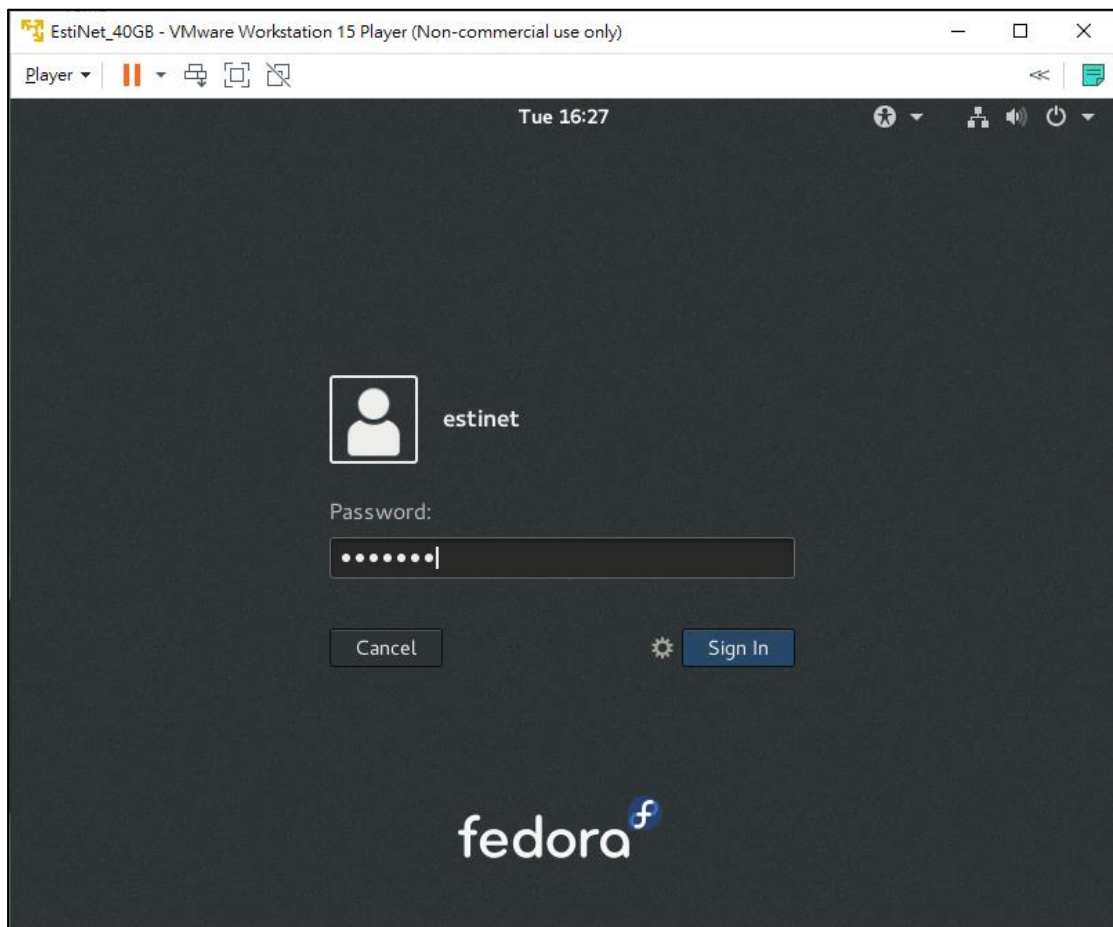 EstiNet_40GB - VMware Workstation 15 Player (Non-commercial use only)
Player
Tue 16:27
estinet
Password:
Cancel
Sign In
fedora